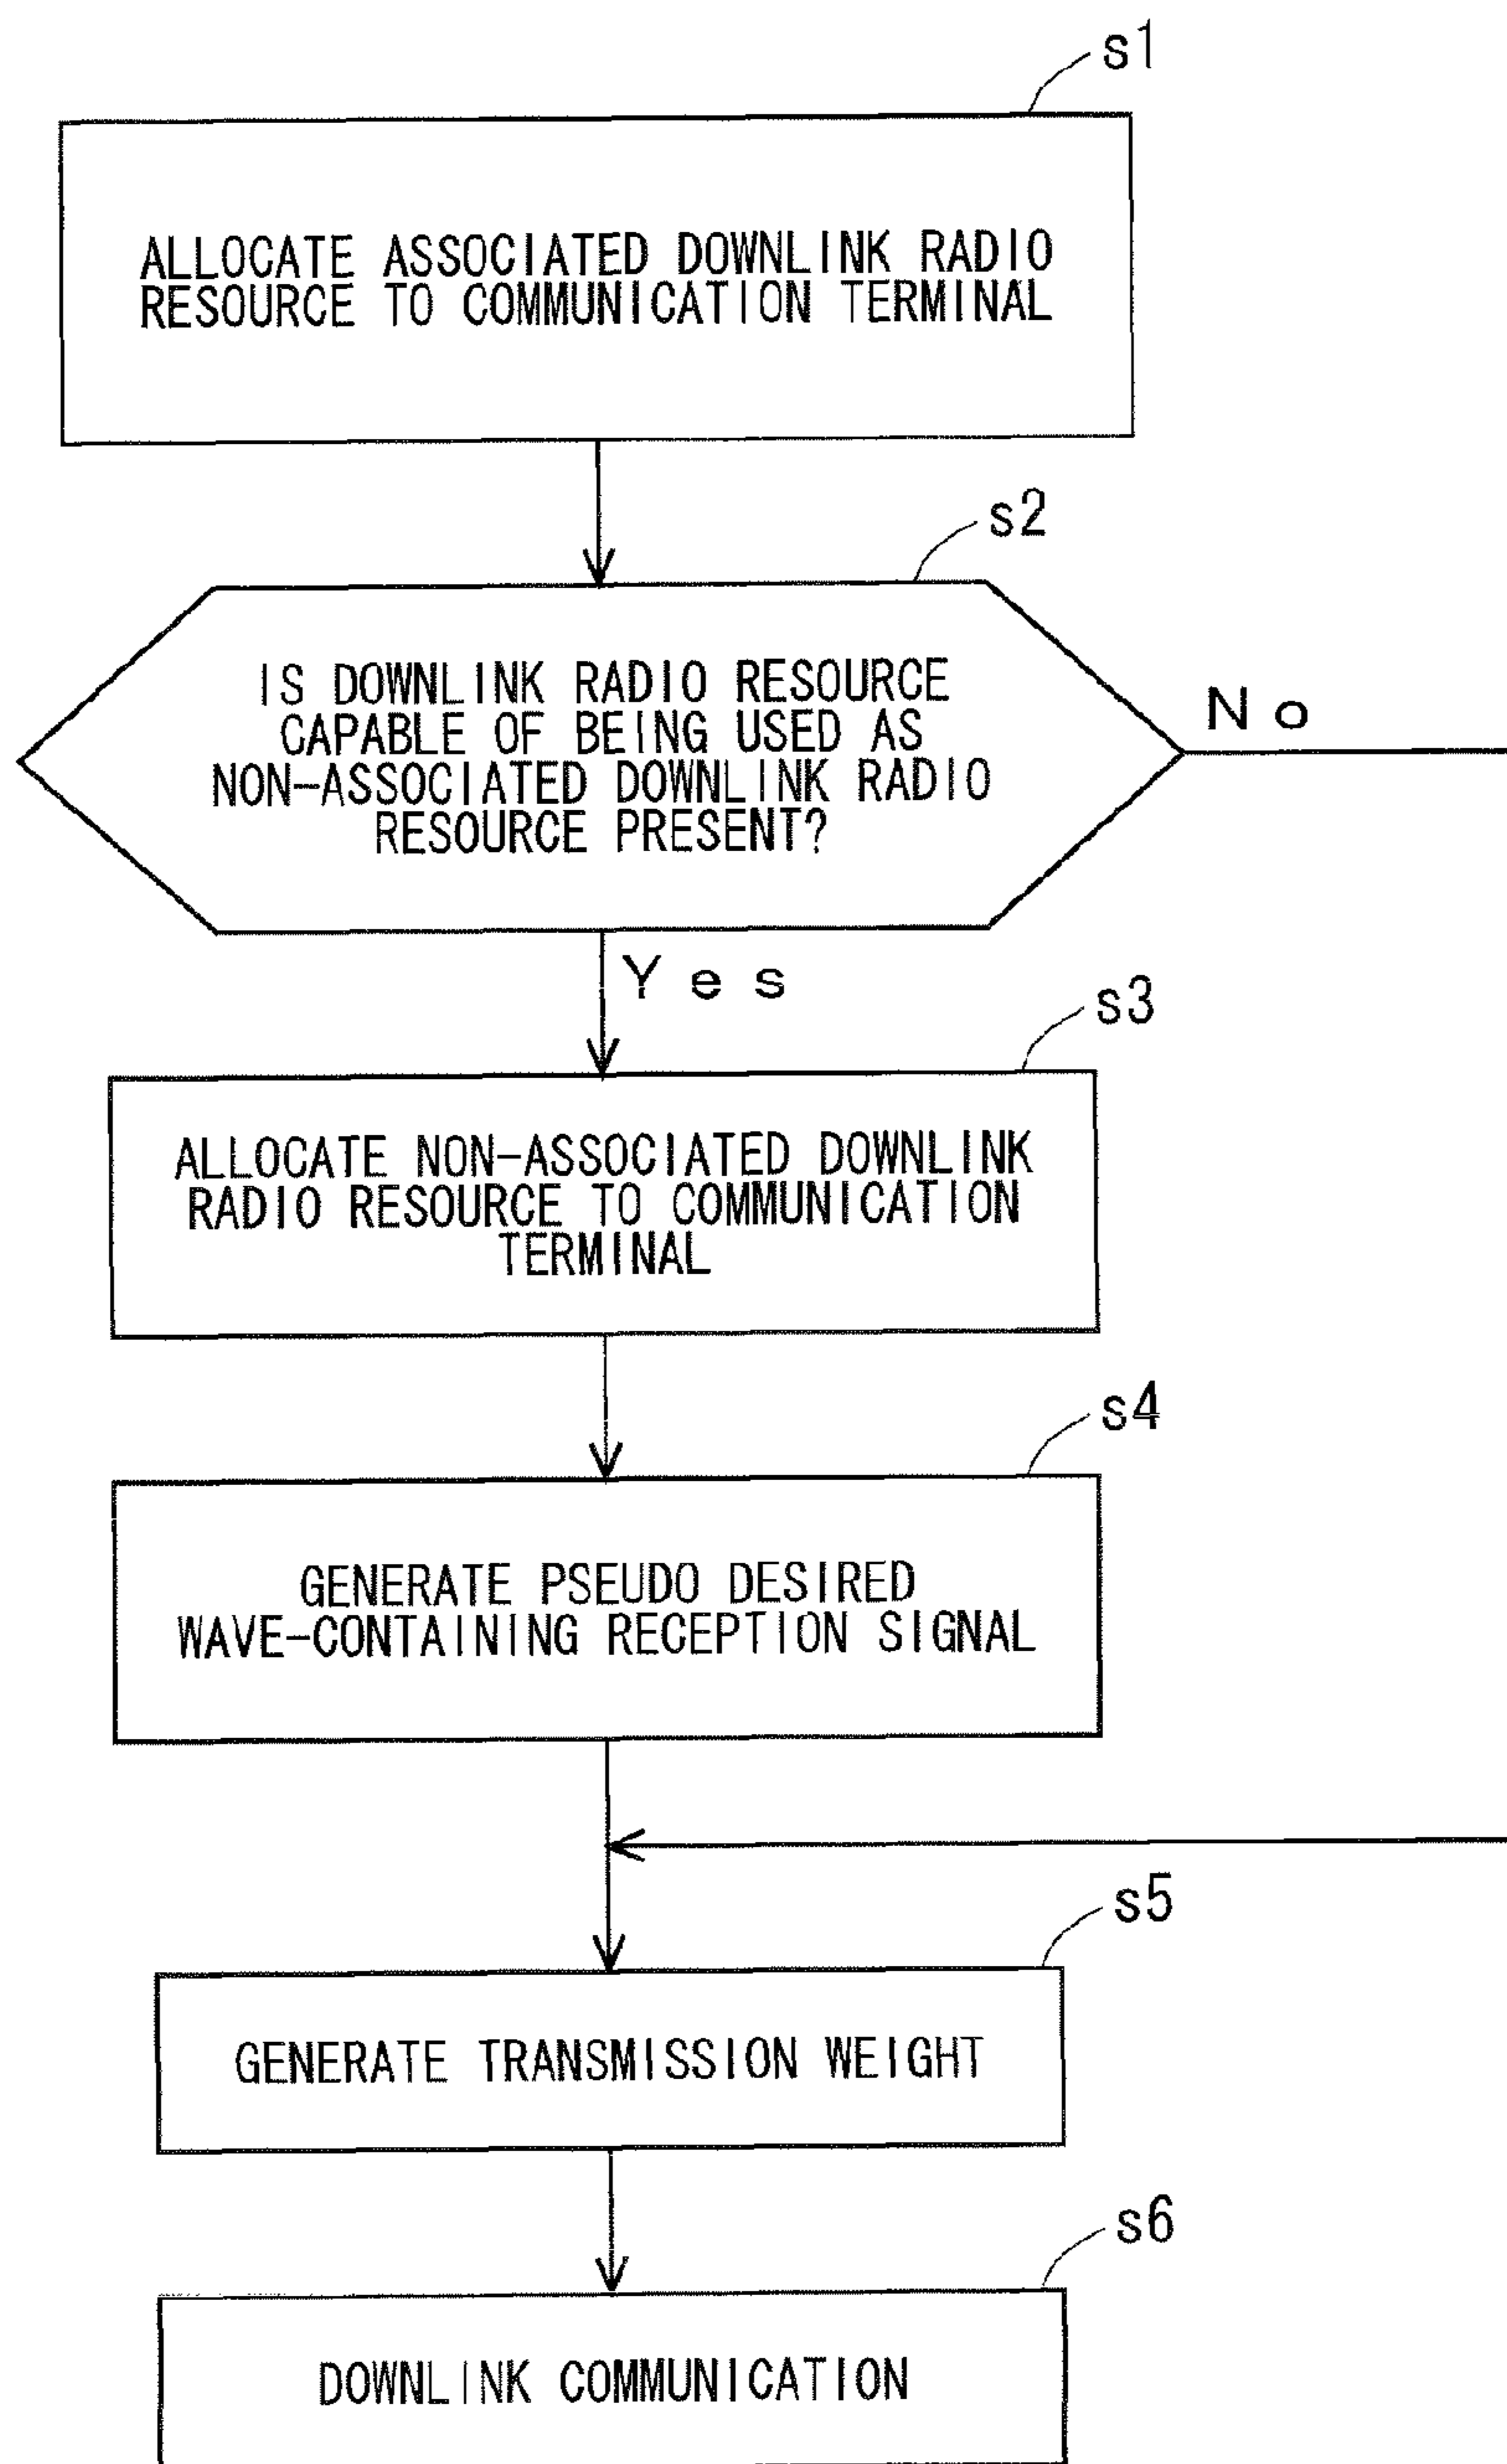 s1
ALLOCATE ASSOCIATED DOWNLINK RADIO
RESOURCE TO COMMUNICATION TERMINAL
s2
IS DOWNLINK RADIO RESOURCE
CAPABLE OF BEING USED AS
NON-ASSOCIATED DOWNLINK RADIO
RESOURCE PRESENT?
No
Yes
s3
ALLOCATE NON-ASSOCIATED DOWNLINK
RADIO RESOURCE TO COMMUNICATION
TERMINAL
s4
GENERATE PSEUDO DESIRED
WAVE-CONTAINING RECEPTION SIGNAL
s5
GENERATE TRANSMISSION WEIGHT
s6
DOWNLINK COMMUNICATION